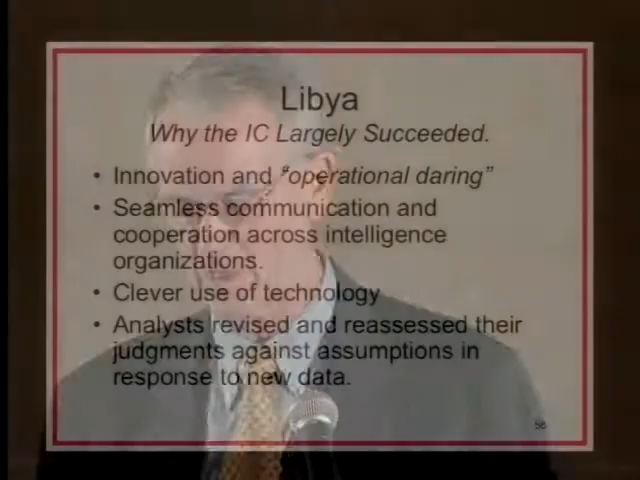 Libya
Why the IC Largely Succeeded.
• Innovation and “operational daring”
• Seamless communication and
cooperation across intelligence
organizations.
• Clever use of technology
• Analysts revised and reassessed their
judgments against assumptions in
response to new data.
56